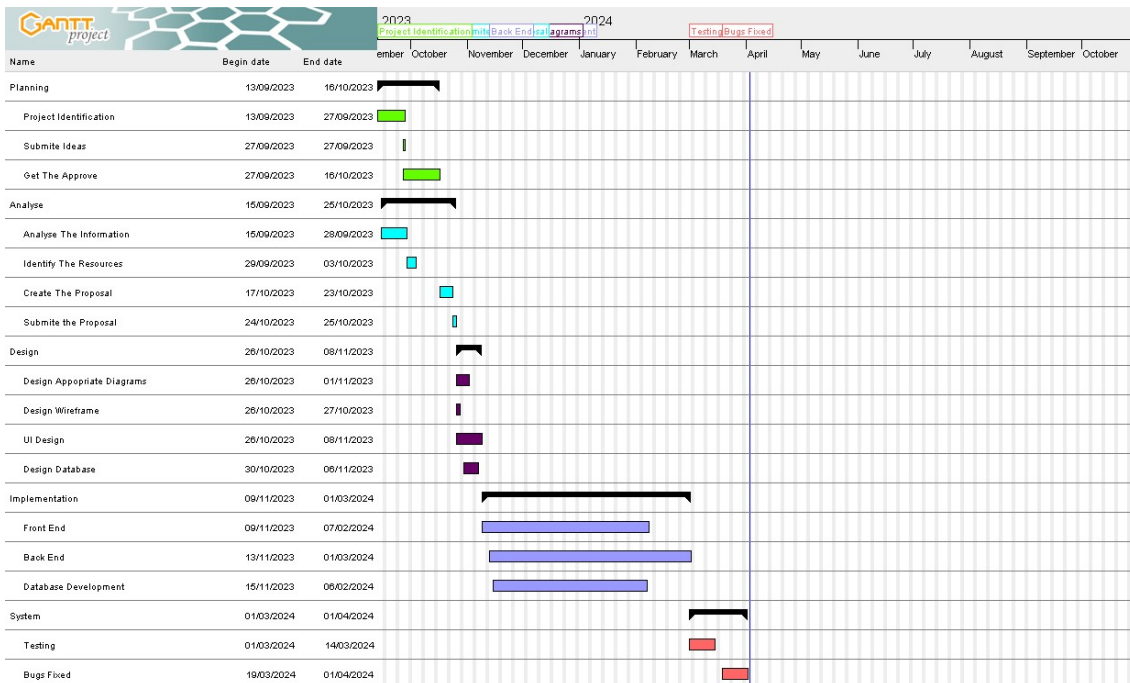 GANTT project
2023 2024
Project Identification Back End agrams Testing Bugs Fixed
ember October November December January February March April May June July August September October
Name Begin date End date
Planning 13/09/2023 16/10/2023
Project Identification 13/09/2023 27/09/2023
Submite Ideas 27/09/2023 27/09/2023
Get The Approve 27/09/2023 16/10/2023
Analyse 15/09/2023 25/10/2023
Analyse The Information 15/09/2023 28/09/2023
Identify The Resources 29/09/2023 03/10/2023
Create The Proposal 17/10/2023 23/10/2023
Submite the Proposal 24/10/2023 25/10/2023
Design 26/10/2023 08/11/2023
Design Appopriate Diagrams 26/10/2023 01/11/2023
Design Wireframe 26/10/2023 27/10/2023
UI Design 26/10/2023 08/11/2023
Design Database 30/10/2023 06/11/2023
Implementation 09/11/2023 01/03/2024
Front End 09/11/2023 07/02/2024
Back End 13/11/2023 01/03/2024
Database Development 15/11/2023 06/02/2024
System 01/03/2024 01/04/2024
Testing 01/03/2024 14/03/2024
Bugs Fixed 19/03/2024 01/04/2024